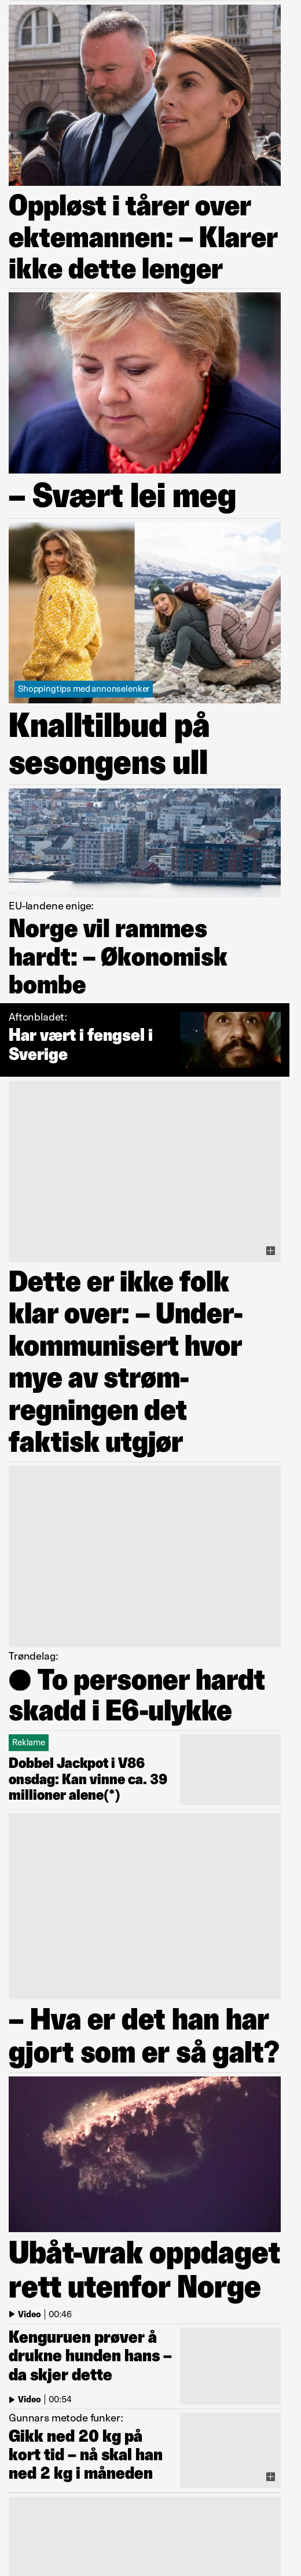 Oppløst i tårer over
ektemannen: – Klarer
ikke dette lenger
– Svært lei meg
Shoppingtips med annonselenker
Knalltilbud på
sesongens ull
EU-landene enige:
Norge vil rammes
hardt: – Økonomisk
bombe
Aftonbladet:
Har vært i fengsel i
Sverige
Dette er ikke folk
klar over: – Under-
kommunisert hvor
mye av strøm-
regningen det
faktisk utgjør
Trøndelag:
● To personer hardt
skadd i E6-ulykke
Reklame
Dobbel Jackpot i V86
onsdag: Kan vinne ca. 39
millioner alene(*)
– Hva er det han har
gjort som er så galt?
Ubåt-vrak oppdaget
rett utenfor Norge
Video | 00:46
Kenguruen prøver å
drukne hunden hans –
da skjer dette
Video | 00:54
Gunnars metode funker:
Gikk ned 20 kg på
kort tid – nå skal han
ned 2 kg i måneden